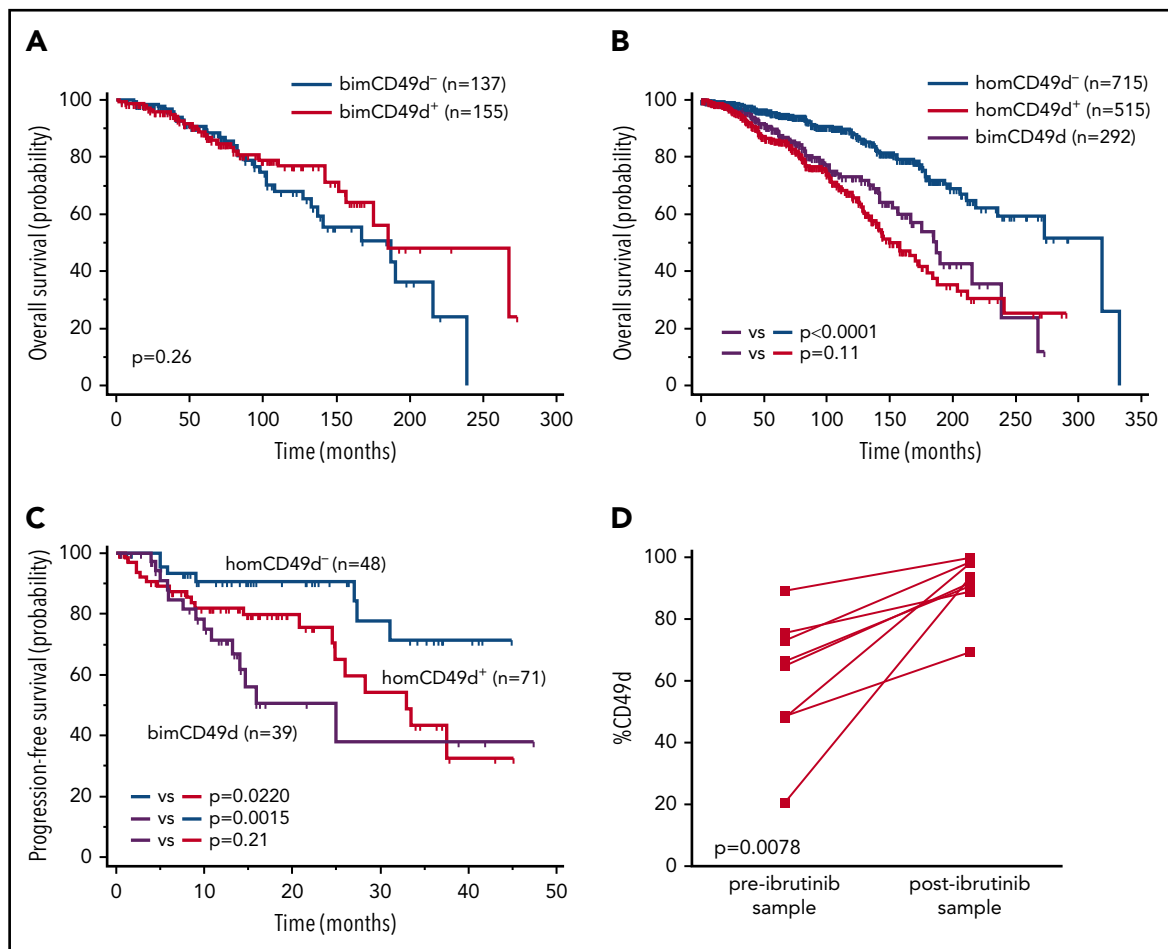 A
bimCD49d⁻ (n=137)
bimCD49d⁺ (n=155)
100
80
60
40
20
0
Overall survival (probability)
p=0.26
0 50 100 150 200 250 300
Time (months)
B
homCD49d⁻ (n=715)
homCD49d⁺ (n=515)
bimCD49d (n=292)
100
80
60
40
20
0
Overall survival (probability)
vs p<0.0001
vs p=0.11
0 50 100 150 200 250 300 350
Time (months)
C
100
80
60
40
20
0
Progression-free survival (probability)
homCD49d⁻ (n=48)
homCD49d⁺ (n=71)
bimCD49d (n=39)
vs p=0.0220
vs p=0.0015
vs p=0.21
0 10 20 30 40 50
Time (months)
D
100
80
60
40
20
0
%CD49d
p=0.0078
pre-ibrutinib
sample
post-ibrutinib
sample